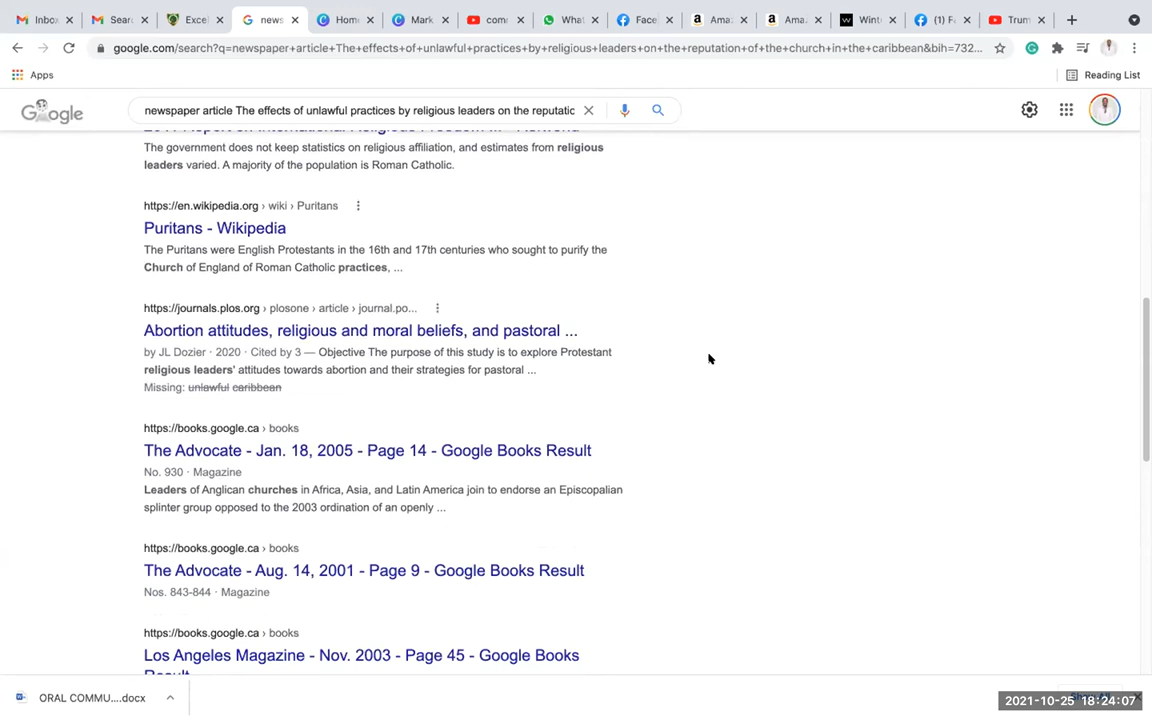 Inbox
Searc
Excel
news
Home
Mark
comm
What
Face
Ama
Ama
Winte
(1) Fa
Trum
google.com/search?q=newspaper+article+The+effects+of+unlawful+practices+by+religious+leaders+on+the+reputation+of+the+church+in+the+caribbean&bih=732...
Apps
Reading List
Google
newspaper article The effects of unlawful practices by religious leaders on the reputatic
The government does not keep statistics on religious affiliation, and estimates from religious
leaders varied. A majority of the population is Roman Catholic.
https://en.wikipedia.org › wiki › Puritans
Puritans - Wikipedia
The Puritans were English Protestants in the 16th and 17th centuries who sought to purify the
Church of England of Roman Catholic practices, ...
https://journals.plos.org › plosone › article › journal.po...
Abortion attitudes, religious and moral beliefs, and pastoral ...
by JL Dozier · 2020 · Cited by 3 — Objective The purpose of this study is to explore Protestant
religious leaders' attitudes towards abortion and their strategies for pastoral ...
Missing: unlawful caribbean
https://books.google.ca › books
The Advocate - Jan. 18, 2005 - Page 14 - Google Books Result
No. 930 · Magazine
Leaders of Anglican churches in Africa, Asia, and Latin America join to endorse an Episcopalian
splinter group opposed to the 2003 ordination of an openly ...
https://books.google.ca › books
The Advocate - Aug. 14, 2001 - Page 9 - Google Books Result
Nos. 843-844 · Magazine
https://books.google.ca › books
Los Angeles Magazine - Nov. 2003 - Page 45 - Google Books
Result
ORAL COMMU....docx
2021-10-25 18:24:07